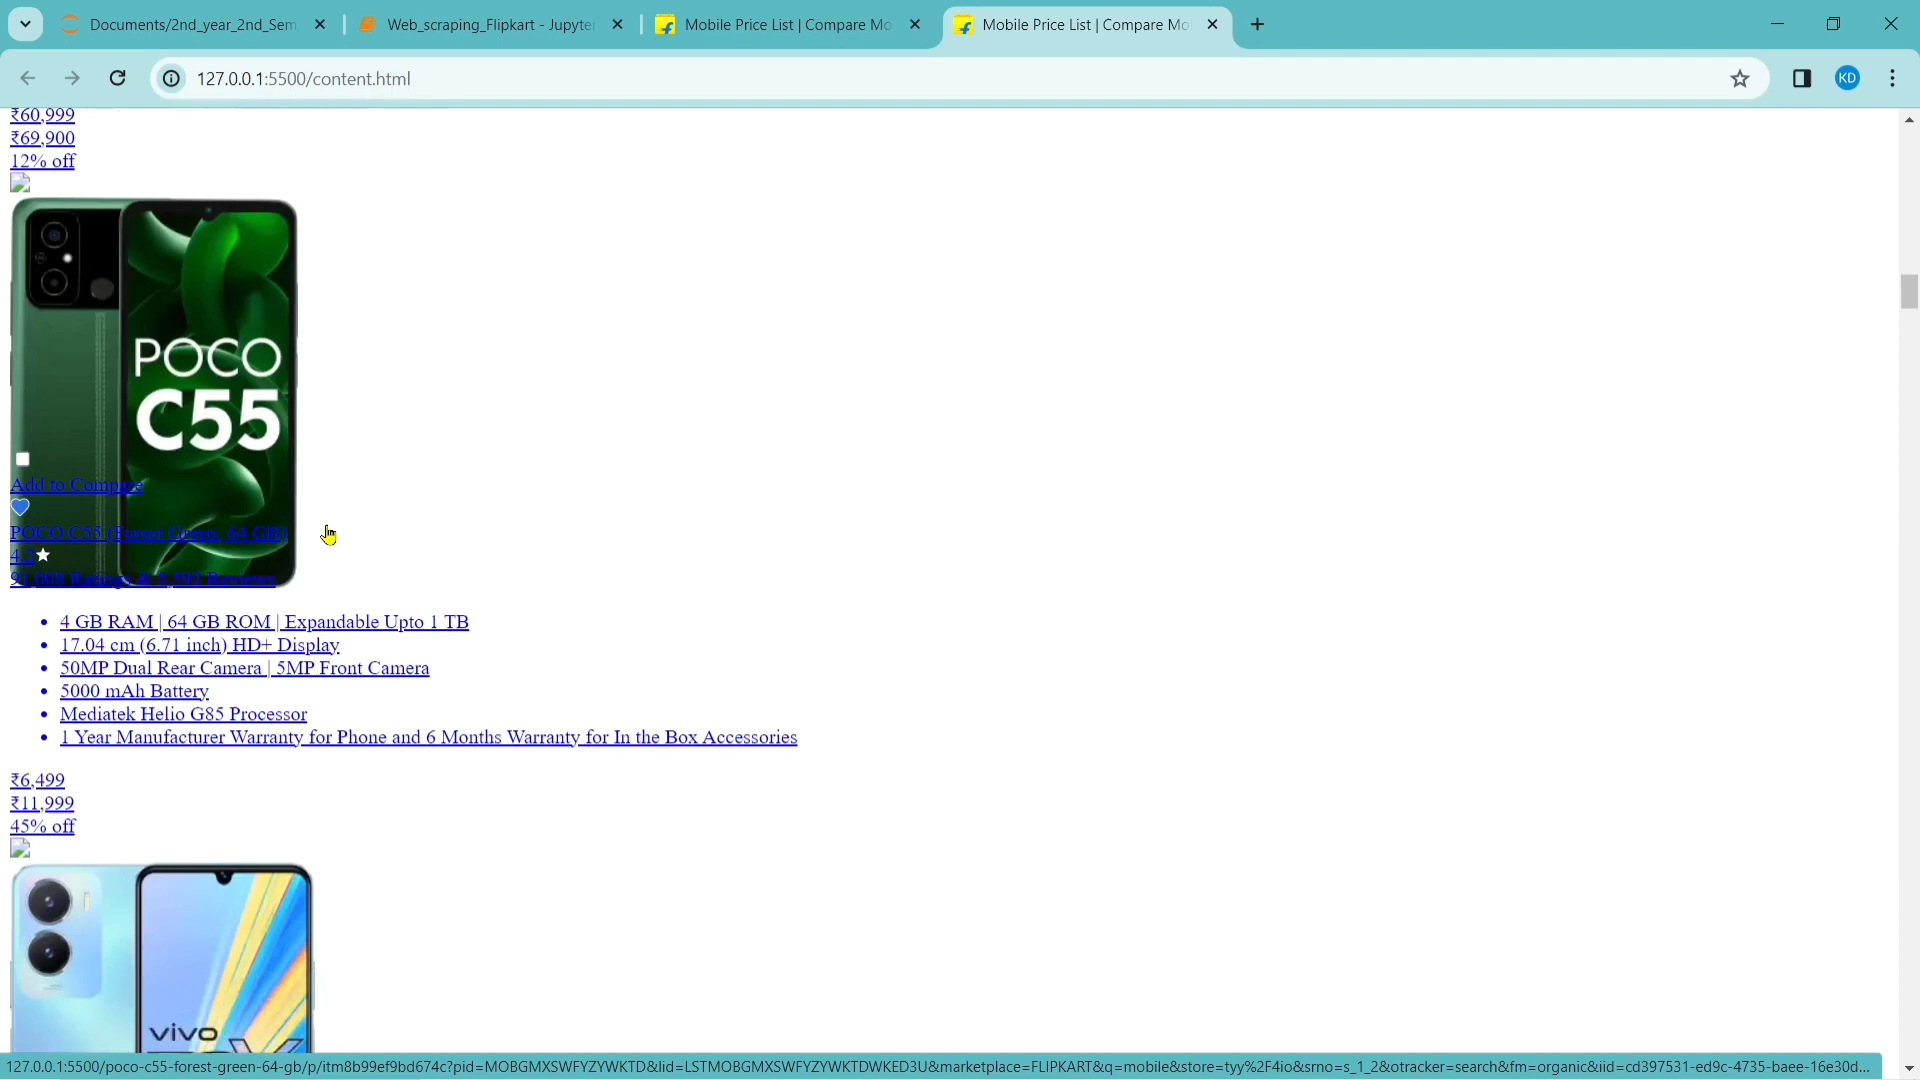 Documents/2nd_year_2nd_Sem
Web_scraping_Flipkart - Jupyter
Mobile Price List | Compare Mo
Mobile Price List | Compare Mo
127.0.0.1:5500/content.html
KD
₹60,999
₹69,900
12% off
POCO
C55
Add to Compare
POCO C55 (Forest Green, 64 GB)
4.2
Ratings & Reviews
4 GB RAM | 64 GB ROM | Expandable Upto 1 TB
17.04 cm (6.71 inch) HD+ Display
50MP Dual Rear Camera | 5MP Front Camera
5000 mAh Battery
Mediatek Helio G85 Processor
1 Year Manufacturer Warranty for Phone and 6 Months Warranty for In the Box Accessories
₹6,499
₹11,999
45% off
vivo
127.0.0.1:5500/poco-c55-forest-green-64-gb/p/itm8b99ef9bd674c?pid=MOBGMXSWFYZYWKTD&lid=LSTMOBGMXSWFYZYWKTDWKED3U&marketplace=FLIPKART&q=mobile&store=tyy%2F4io&srno=s_1_2&otracker=search&fm=organic&iid=cd397531-ed9c-4735-baee-16e30d...